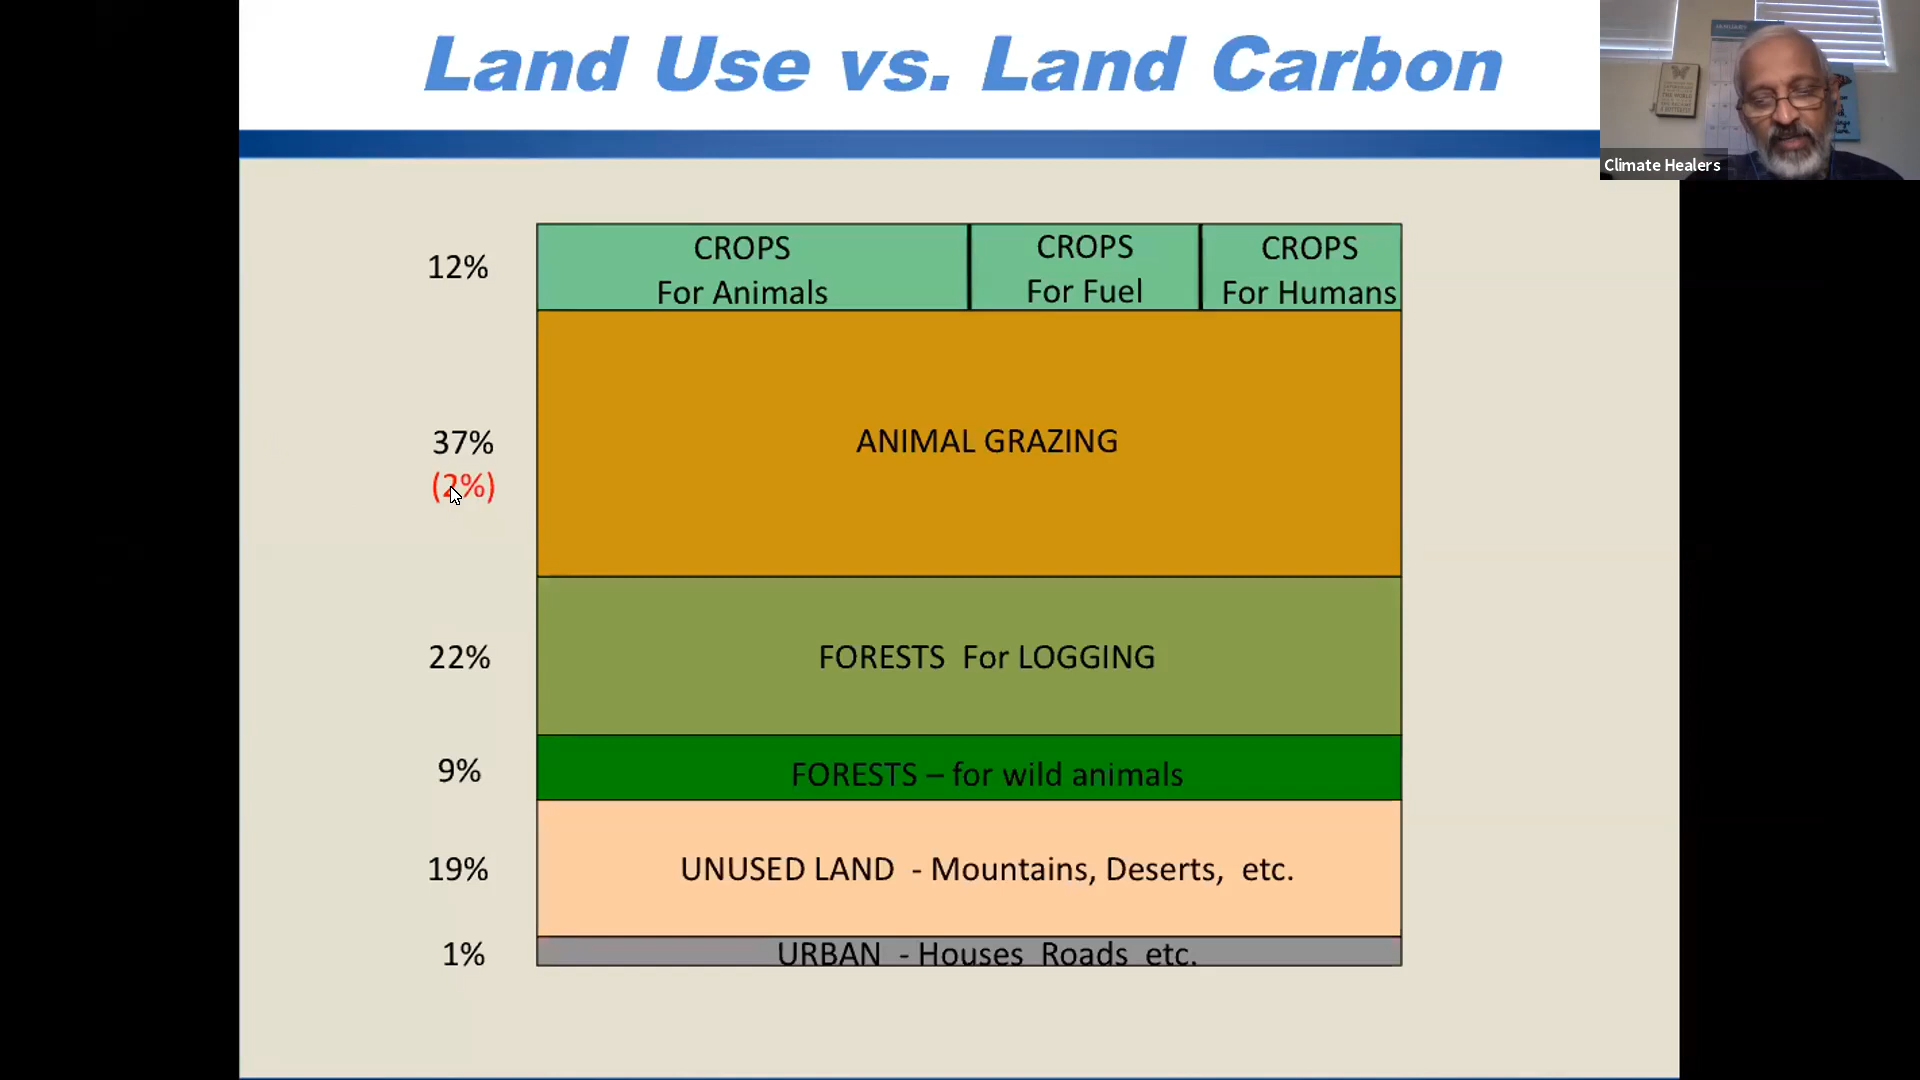 Land Use vs. Land Carbon
Climate Healers
12%
CROPS
For Animals
CROPS
For Fuel
CROPS
For Humans
37%
(2%)
ANIMAL GRAZING
22%
FORESTS For LOGGING
9%
FORESTS – for wild animals
19%
UNUSED LAND - Mountains, Deserts, etc.
1%
URBAN - Houses Roads etc.